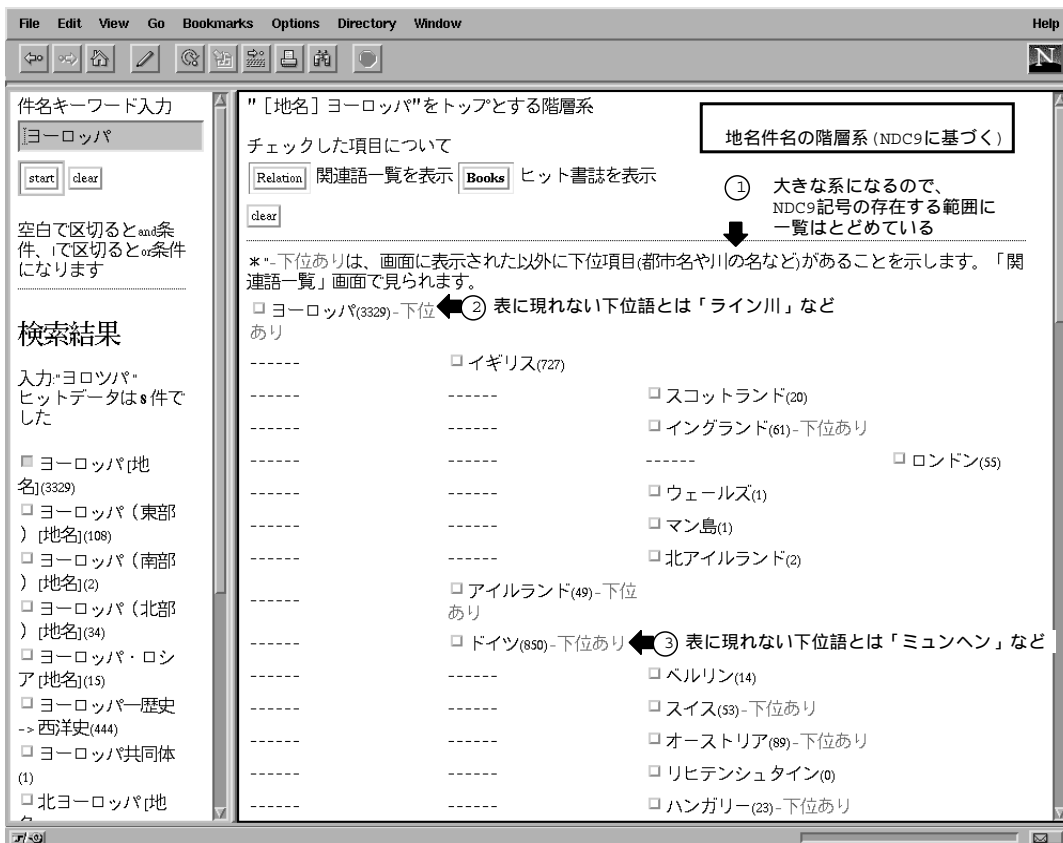 File Edit View Go Bookmarks Options Directory Window Help
N
件名キーワード入力
ヨーロッパ
start clear
空白で区切るとand条
件、|で区切るとor条件
になります
検索結果
入力:"ヨロツパ"
ヒットデータは8件で
した
ヨーロッパ[地
名](3329)
ヨーロッパ（東部
）[地名](108)
ヨーロッパ（南部
）[地名](2)
ヨーロッパ（北部
）[地名](34)
ヨーロッパ・ロシ
ア[地名](15)
ヨーロッパ―歴史
->西洋史(444)
ヨーロッパ共同体
(1)
北ヨーロッパ[地
"［地名］ヨーロッパ"をトップとする階層系
チェックした項目について
Relation 関連語一覧を表示 Books ヒット書誌を表示
clear
地名件名の階層系(NDC9に基づく)
1 大きな系になるので、
NDC9記号の存在する範囲に
一覧はとどめている
＊"-下位ありは、画面に表示された以外に下位項目(都市名や川の名など)があることを示します。「関
連語一覧」画面で見られます。
ヨーロッパ(3329)-下位 2 表に現れない下位語とは「ライン川」など
あり
------ イギリス(727)
------ ------ スコットランド(20)
------ ------ イングランド(61)-下位あり
------ ------ ------ ロンドン(55)
------ ------ ウェールズ(1)
------ ------ マン島(1)
------ ------ 北アイルランド(2)
------ アイルランド(49)-下位
あり
------ ドイツ(850)-下位あり 3 表に現れない下位語とは「ミュンヘン」など
------ ------ ベルリン(14)
------ ------ スイス(53)-下位あり
------ ------ オーストリア(89)-下位あり
------ ------ リヒテンシュタイン(0)
------ ------ ハンガリー(23)-下位あり